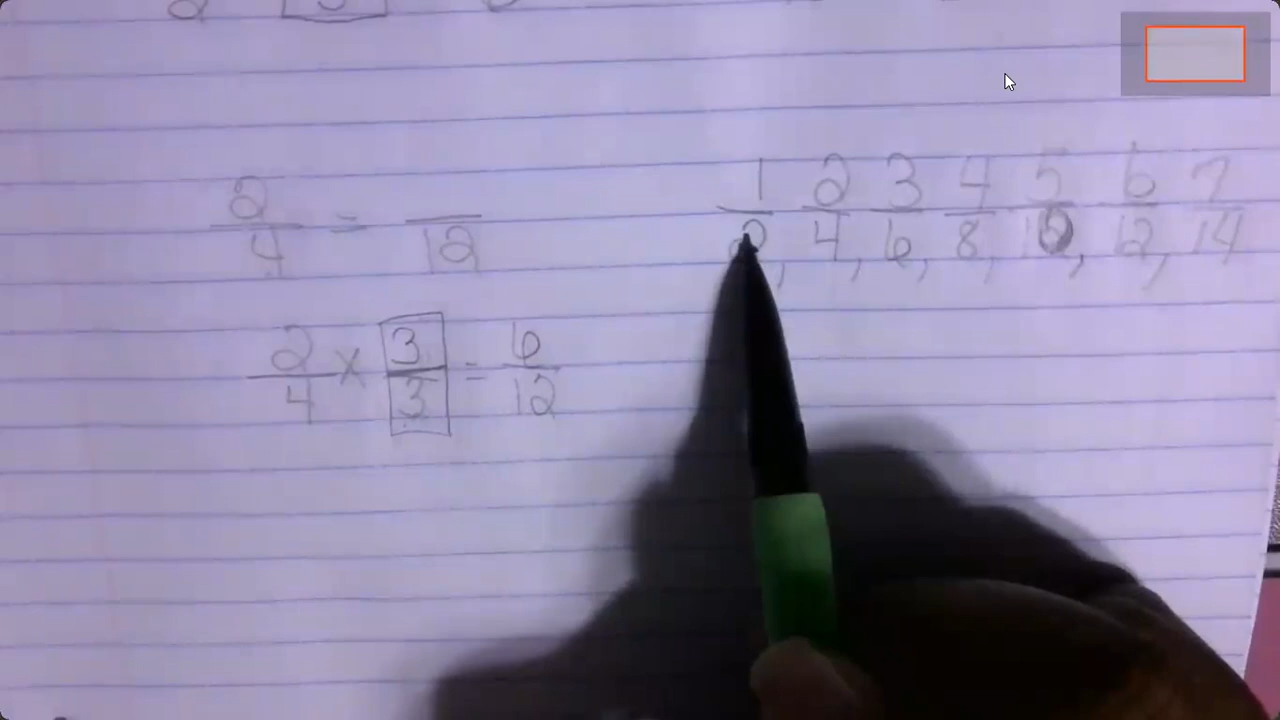 2/4 = __/12
1/2, 2/4, 3/6, 4/8, 5/10, 6/12, 7/14
2/4 x 3/3 = 6/12